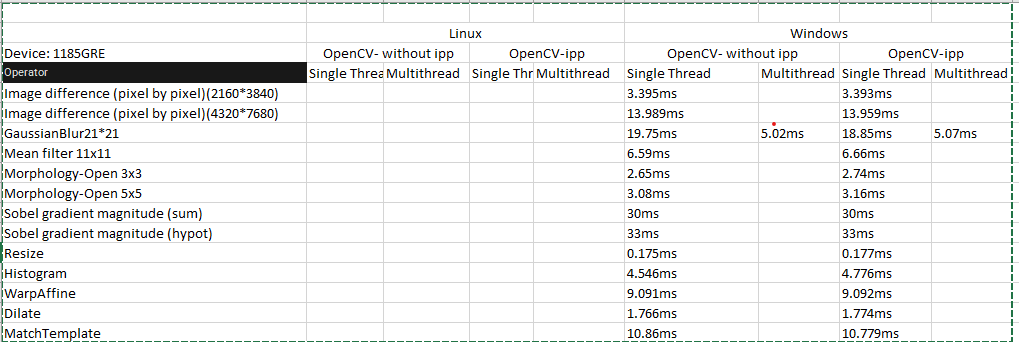 Linux Windows
Device: 1185GRE OpenCV- without ipp OpenCV-ipp OpenCV- without ipp OpenCV-ipp
Operator Single Threa Multithread Single Thr Multithread Single Thread Multithread Single Thread Multithread
Image difference (pixel by pixel)(2160*3840) 3.395ms 3.393ms
Image difference (pixel by pixel)(4320*7680) 13.989ms 13.959ms
GaussianBlur21*21 19.75ms 5.02ms 18.85ms 5.07ms
Mean filter 11x11 6.59ms 6.66ms
Morphology-Open 3x3 2.65ms 2.74ms
Morphology-Open 5x5 3.08ms 3.16ms
Sobel gradient magnitude (sum) 30ms 30ms
Sobel gradient magnitude (hypot) 33ms 33ms
Resize 0.175ms 0.177ms
Histogram 4.546ms 4.776ms
WarpAffine 9.091ms 9.092ms
Dilate 1.766ms 1.774ms
MatchTemplate 10.86ms 10.779ms